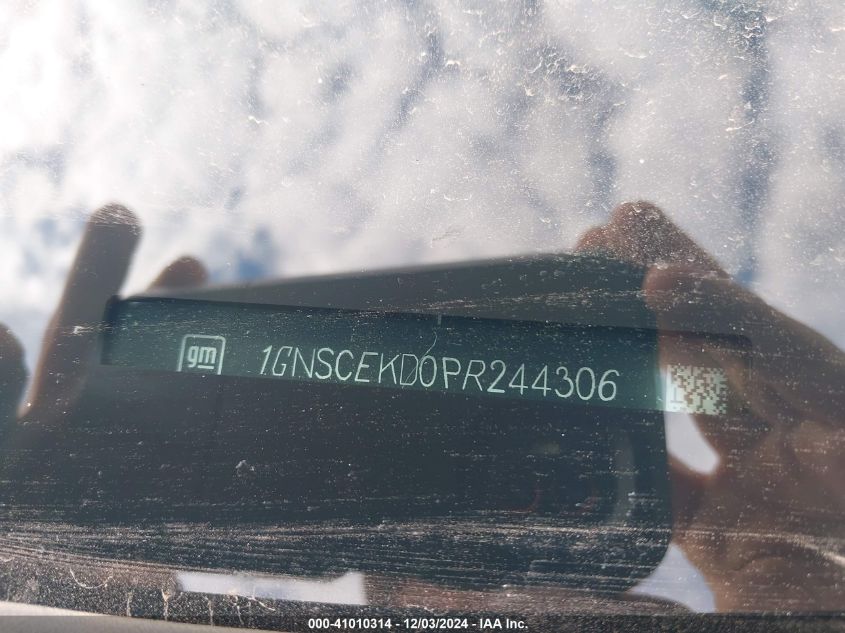 gm 1GNSCEKD0PR244306
000-41010314 - 12/03/2024 - IAA Inc.